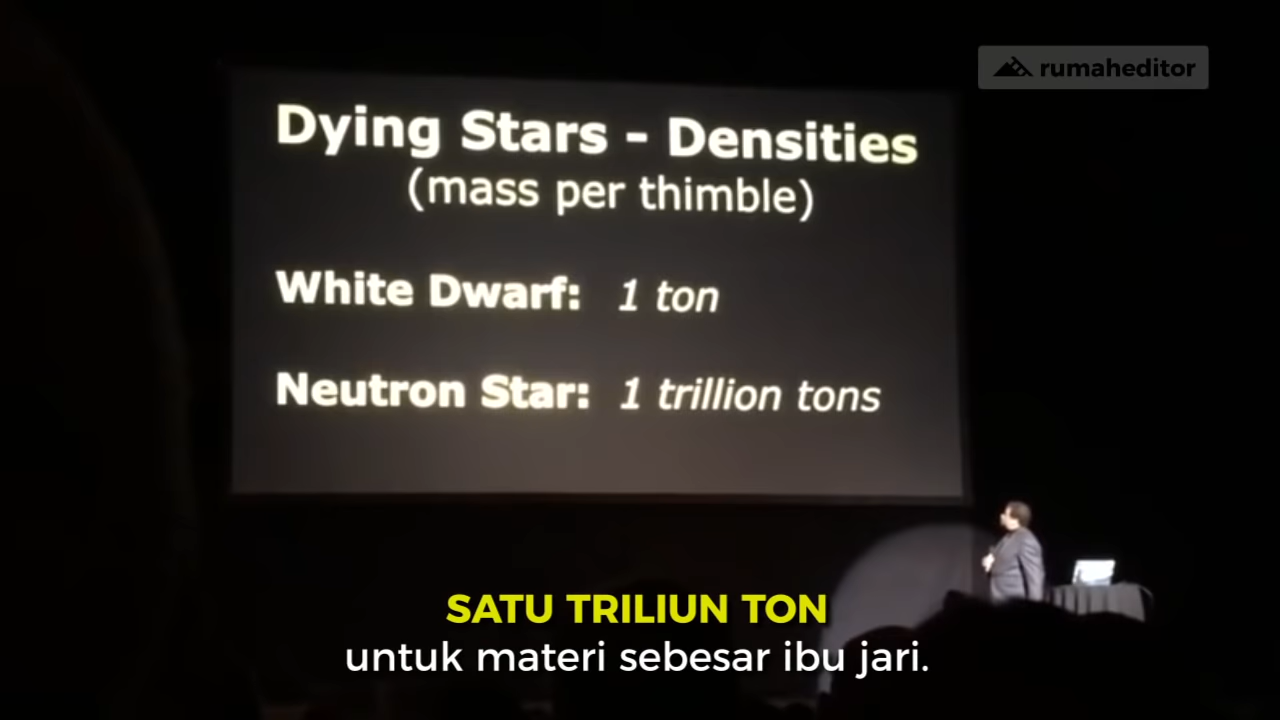 rumaheditor
Dying Stars - Densities
(mass per thimble)
White Dwarf: 1 ton
Neutron Star: 1 trillion tons
SATU TRILIUN TON
untuk materi sebesar ibu jari.